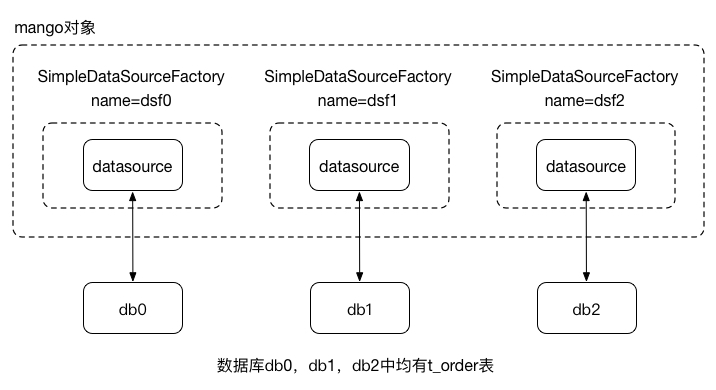 mango对象
SimpleDataSourceFactory
name=dsf0
SimpleDataSourceFactory
name=dsf1
SimpleDataSourceFactory
name=dsf2
datasource
datasource
datasource
db0
db1
db2
数据库db0，db1，db2中均有t_order表